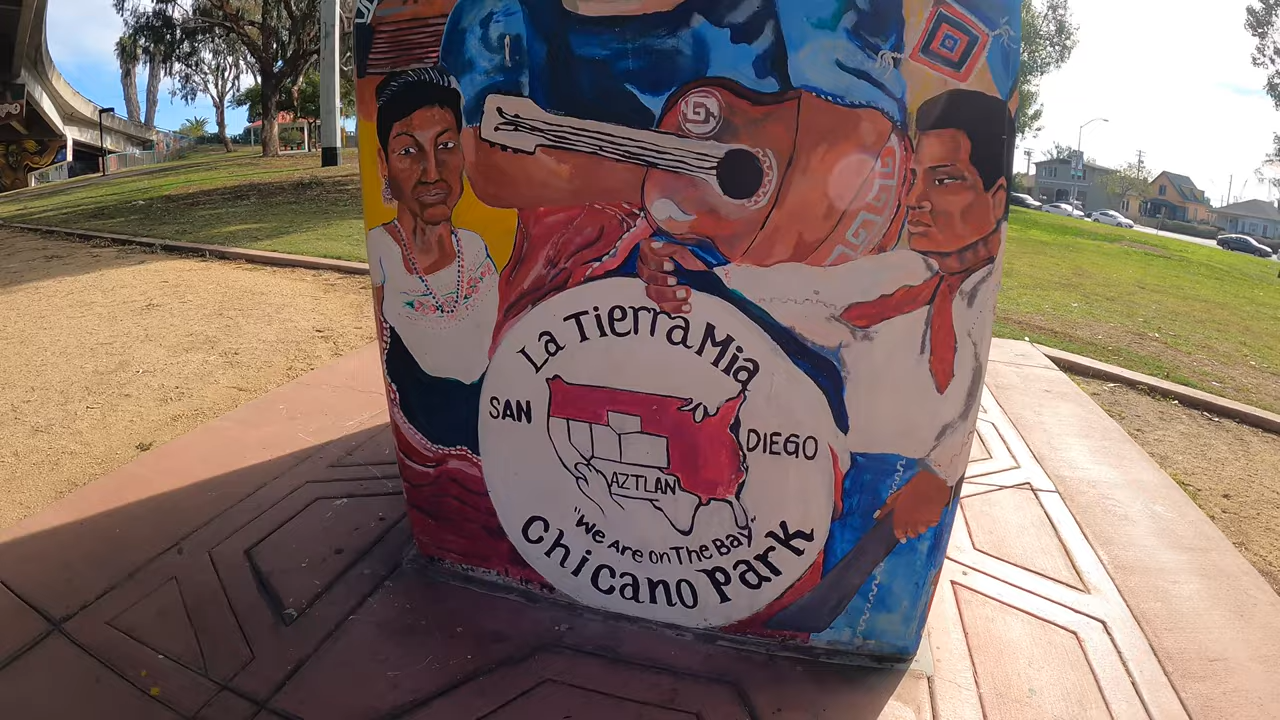 La Tierra Mia
SAN DIEGO
AZTLAN
"We Are on The Bay"
Chicano Park